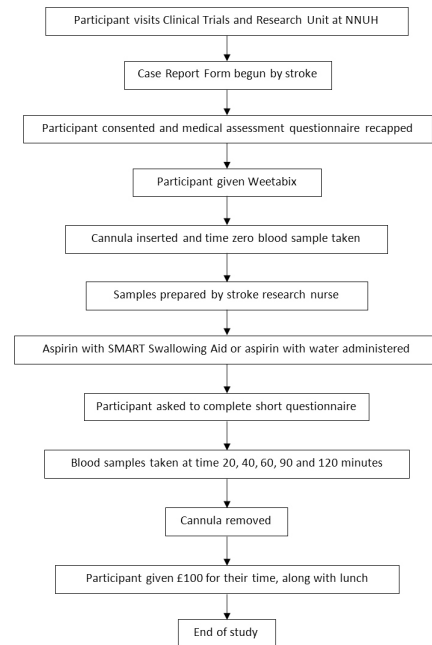 Participant visits Clinical Trials and Research Unit at NNUH
Case Report Form begun by stroke
Participant consented and medical assessment questionnaire recapped
Participant given Weetabix
Cannula inserted and time zero blood sample taken
Samples prepared by stroke research nurse
Aspirin with SMART Swallowing Aid or aspirin with water administered
Participant asked to complete short questionnaire
Blood samples taken at time 20, 40, 60, 90 and 120 minutes
Cannula removed
Participant given £100 for their time, along with lunch
End of study